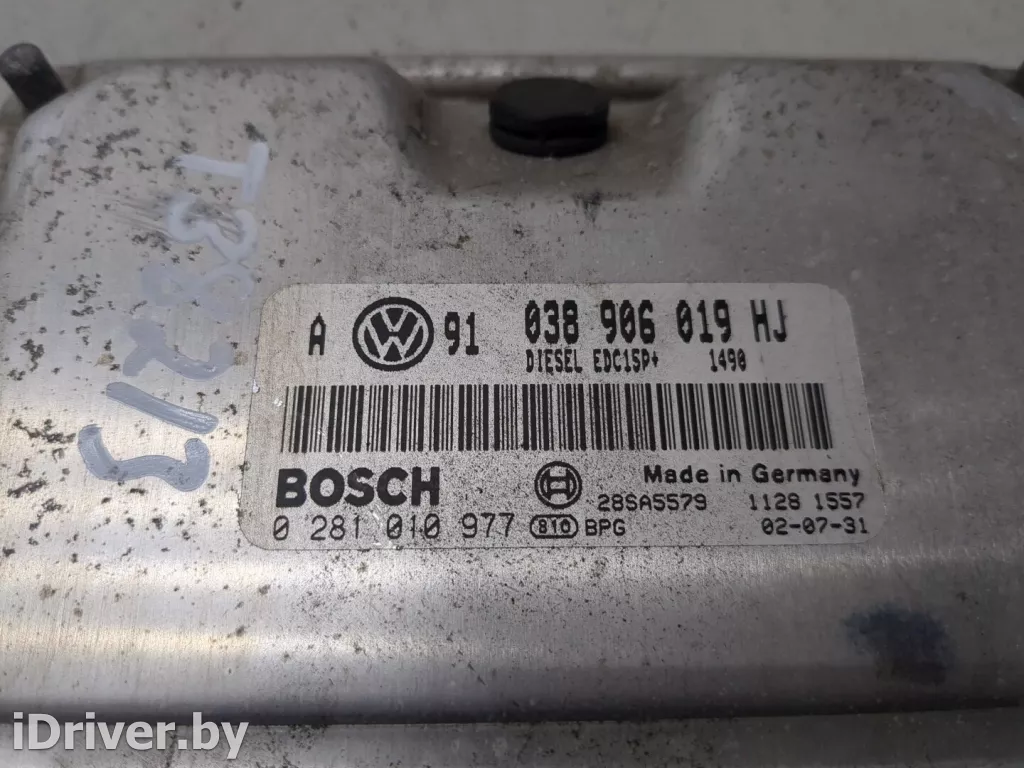 A VW 91 038 906 019 HJ
DIESEL EDC15P+ 1490
BOSCH Made in Germany
28SA5579 1128 1557
0 281 010 977 810 BPG 02-07-31
iDriver.by